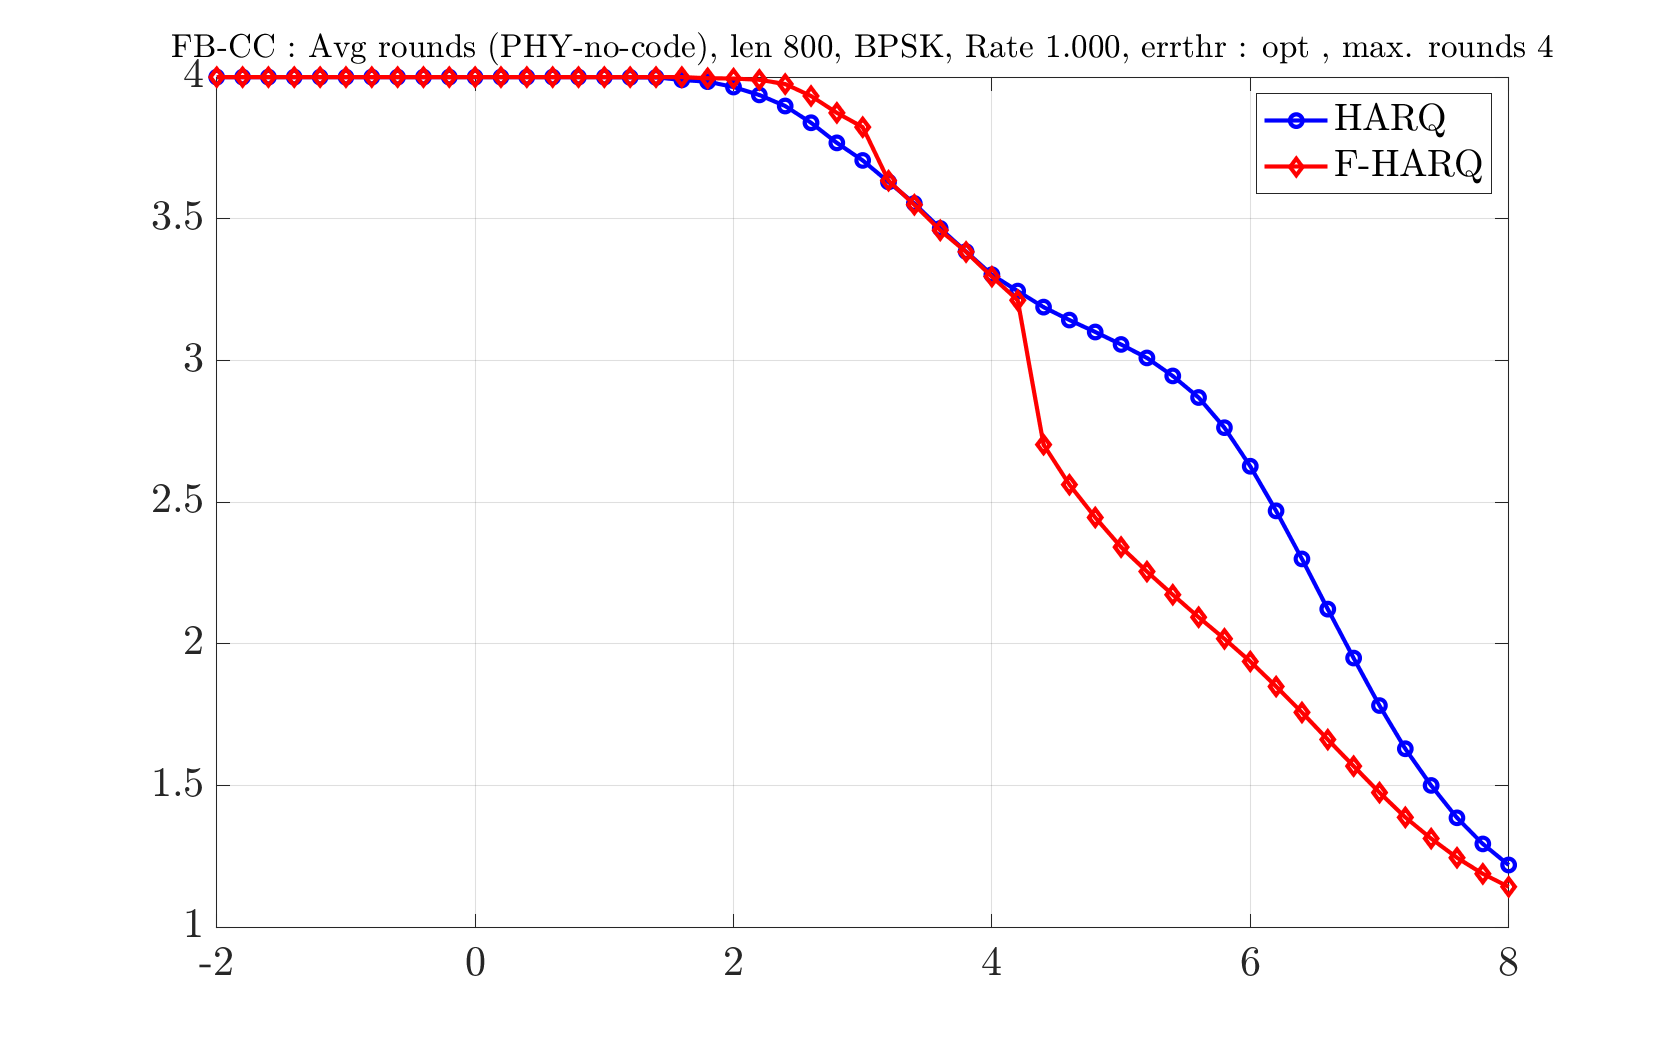 FB-CC : Avg rounds (PHY-no-code), len 800, BPSK, Rate 1.000, errthr : opt , max. rounds 4
4
HARQ
F-HARQ
3.5
3
2.5
2
1.5
1
-2 0 2 4 6 8